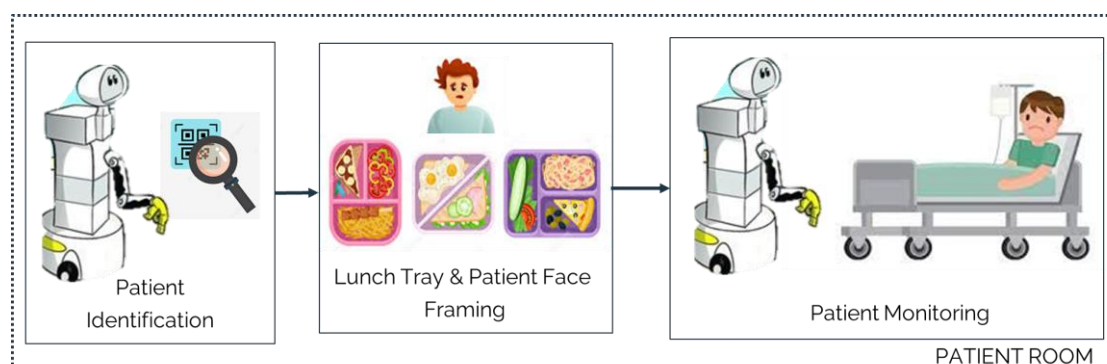 Patient
Identification
Lunch Tray & Patient Face
Framing
Patient Monitoring
PATIENT ROOM